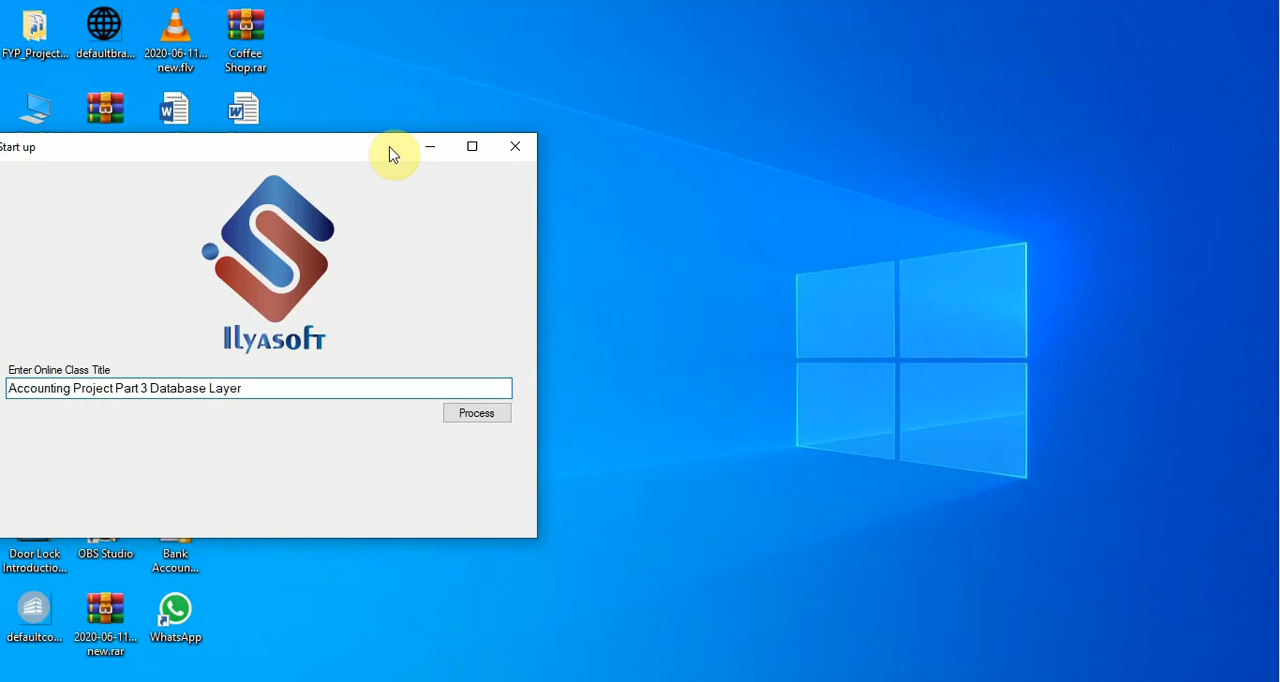 FYP_Project...
defaultbra...
2020-06-11...
new.flv
Coffee
Shop.rar
Start up
Ilyasoft
Enter Online Class Title
Accounting Project Part 3 Database Layer
Process
Door Lock
Introductio...
OBS Studio
Bank
Accoun...
defaultco...
2020-06-11...
new.rar
WhatsApp